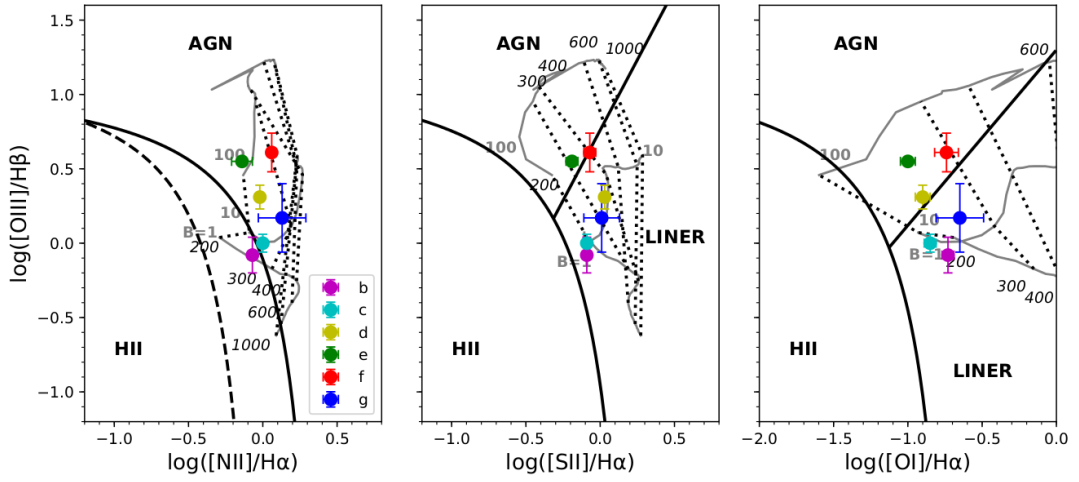 log([OIII]/Hβ)
1.5
1.0
0.5
0.0
−0.5
−1.0
AGN
100
10
B=1
200
300
400
600
1000
HII
b
c
d
e
f
g
−1.0 −0.5 0.0 0.5
log([NII]/Hα)
AGN
600
1000
400
300
100
10
200
B=
LINER
HII
−1.0 −0.5 0.0 0.5
log([SII]/Hα)
AGN
600
100
10
B=1
200
300
400
HII
LINER
−2.0 −1.5 −1.0 −0.5 0.0
log([OI]/Hα)